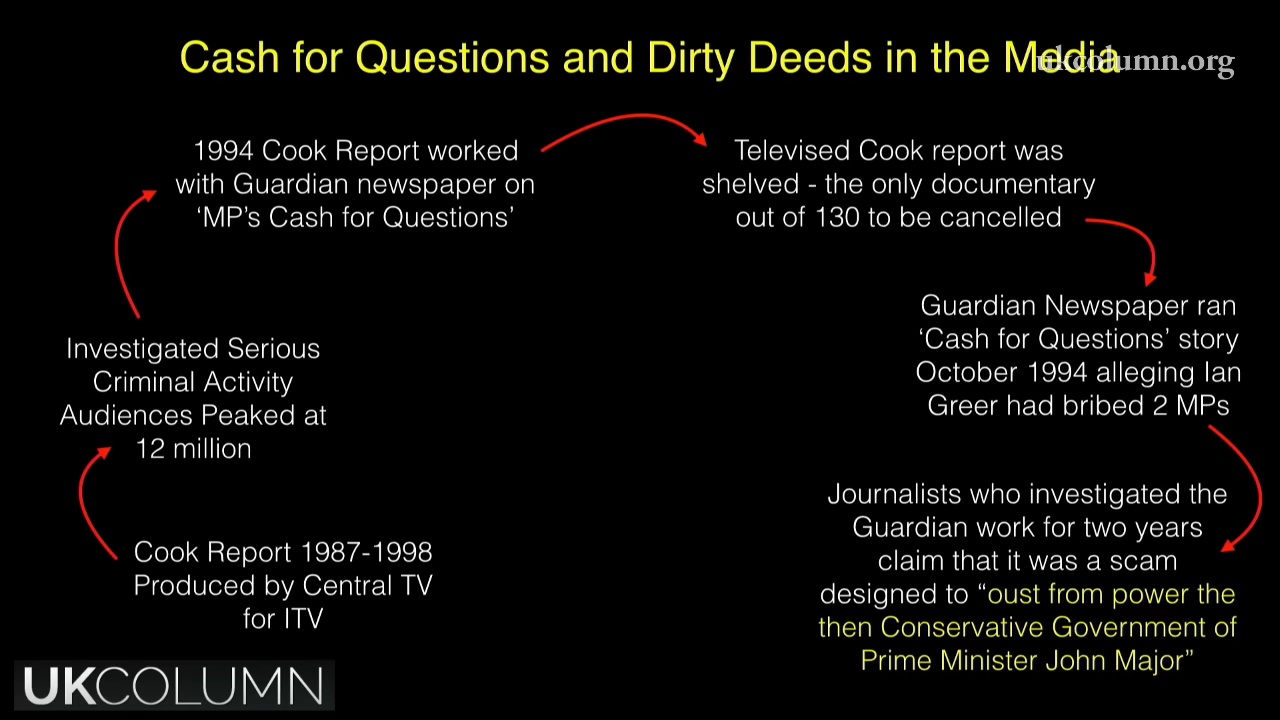 Cash for Questions and Dirty Deeds in the Media
ukcolumn.org
1994 Cook Report worked
with Guardian newspaper on
‘MP’s Cash for Questions’
Televised Cook report was
shelved - the only documentary
out of 130 to be cancelled
Guardian Newspaper ran
‘Cash for Questions’ story
October 1994 alleging Ian
Greer had bribed 2 MPs
Investigated Serious
Criminal Activity
Audiences Peaked at
12 million
Journalists who investigated the
Guardian work for two years
claim that it was a scam
designed to “oust from power the
then Conservative Government of
Prime Minister John Major”
Cook Report 1987-1998
Produced by Central TV
for ITV
UKCOLUMN